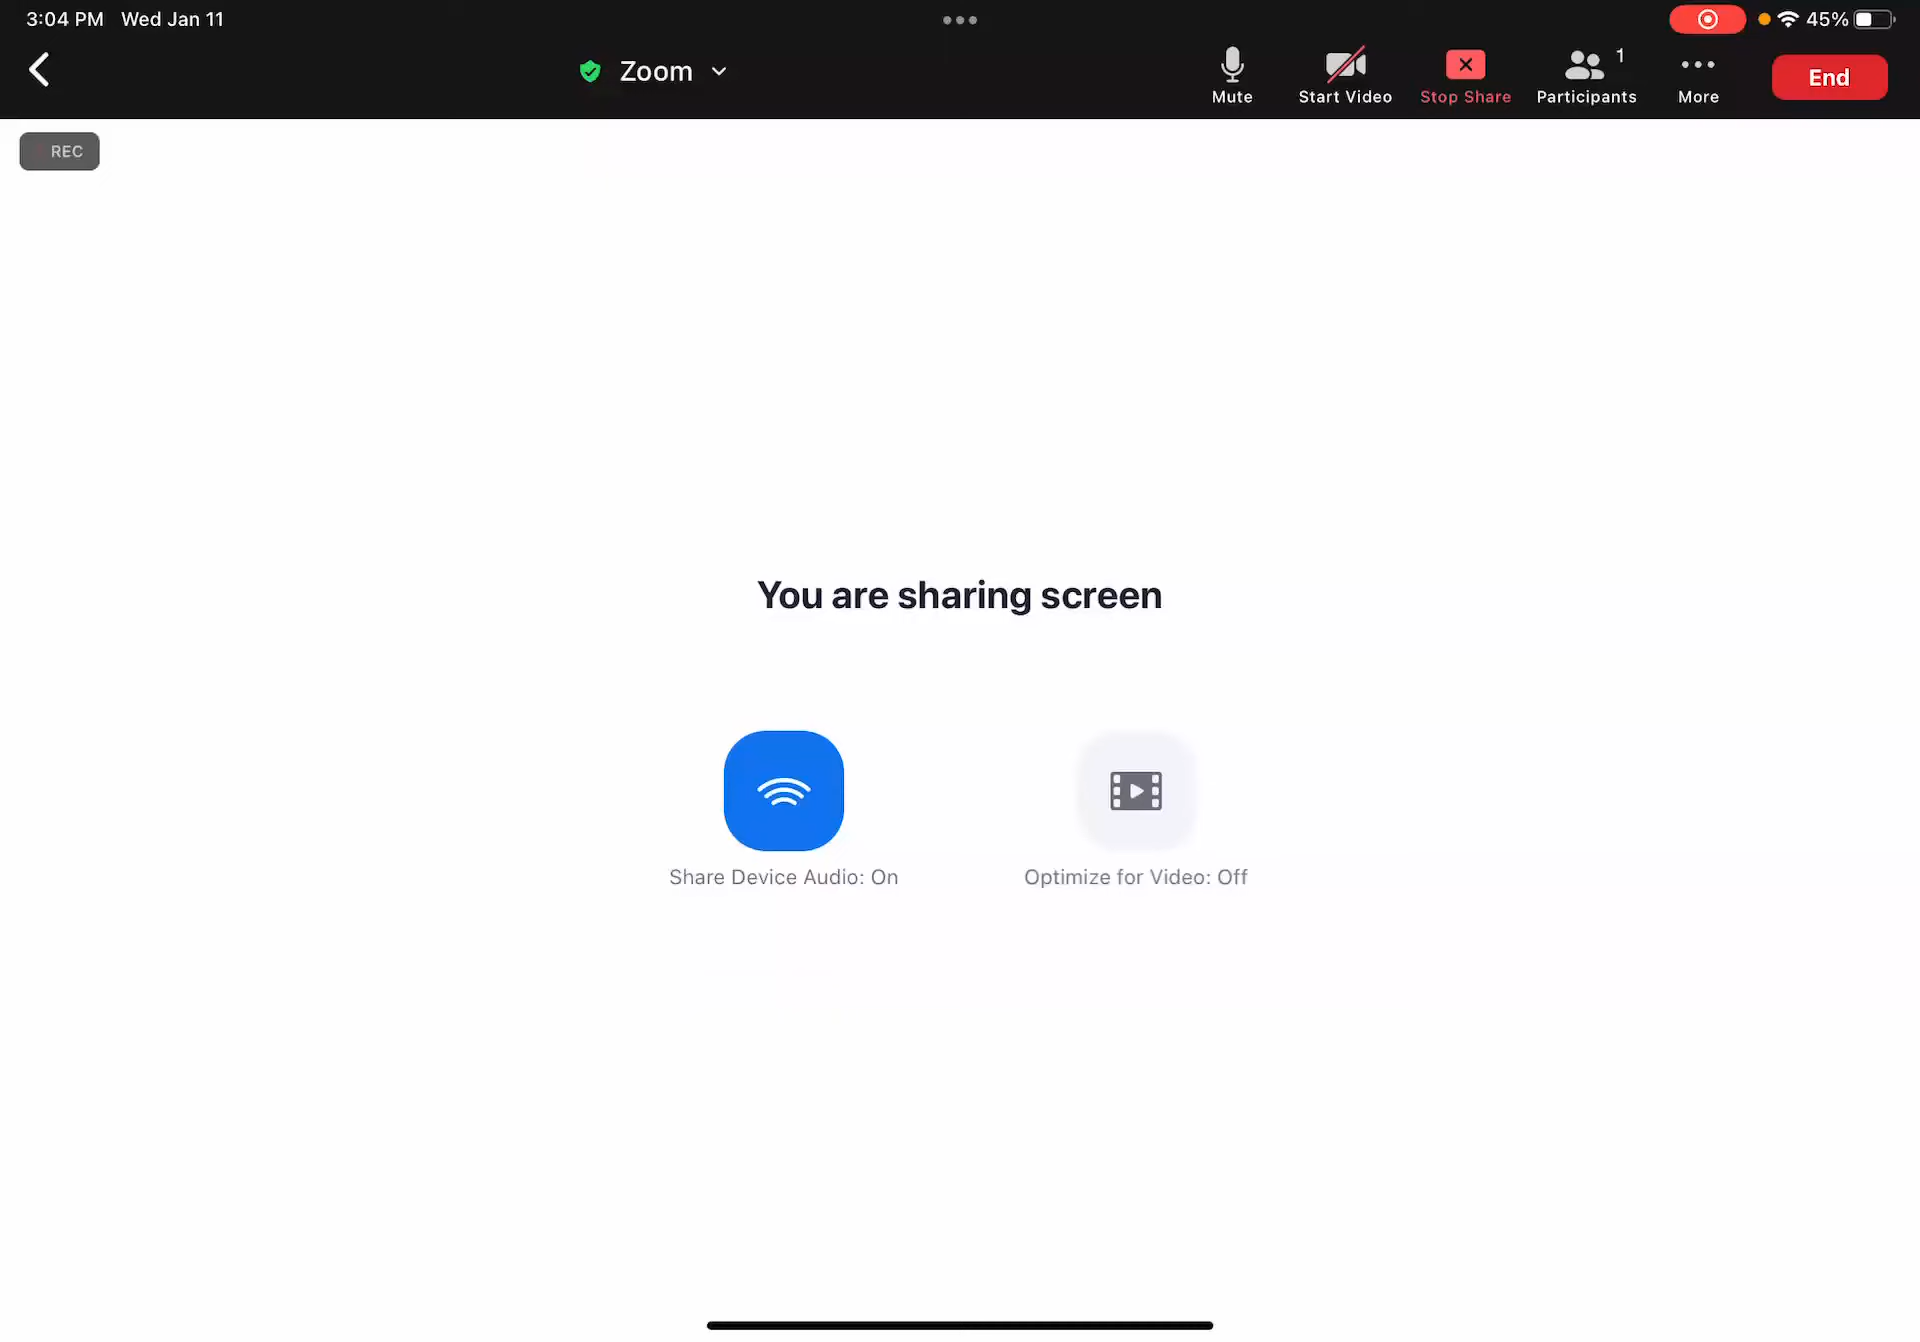 3:04 PM Wed Jan 11
45%
Zoom
1
Mute
Start Video
Stop Share
Participants
More
End
REC
You are sharing screen
Share Device Audio: On
Optimize for Video: Off